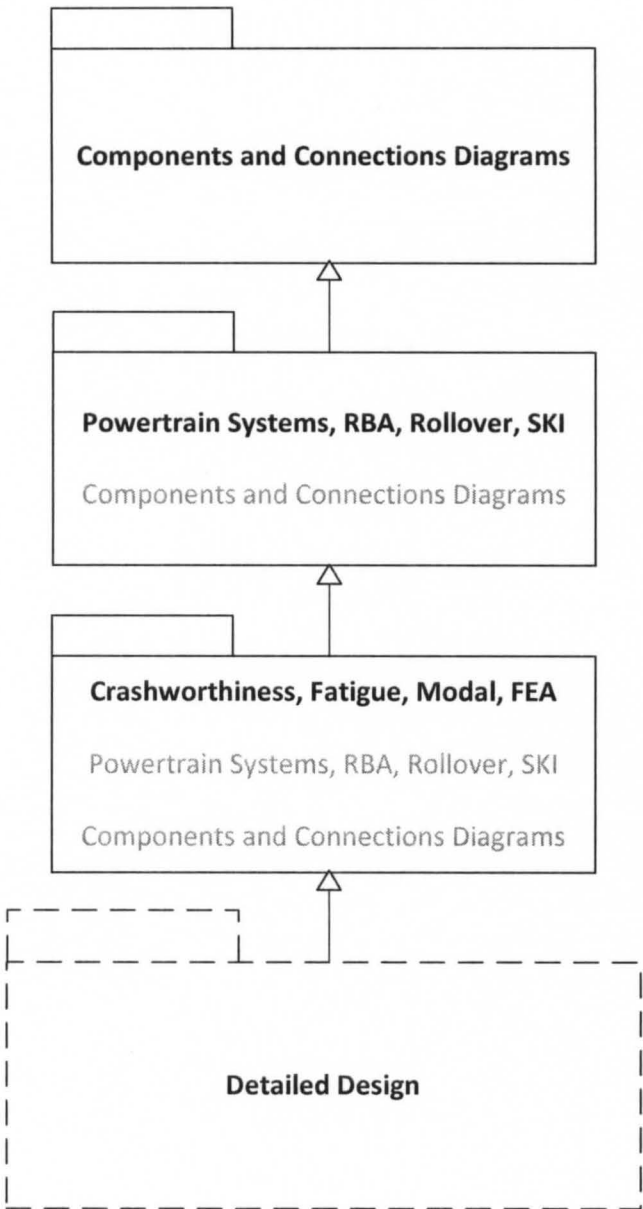 Components and Connections Diagrams
Powertrain Systems, RBA, Rollover, SKI
Components and Connections Diagrams
Crashworthiness, Fatigue, Modal, FEA
Powertrain Systems, RBA, Rollover, SKI
Components and Connections Diagrams
Detailed Design